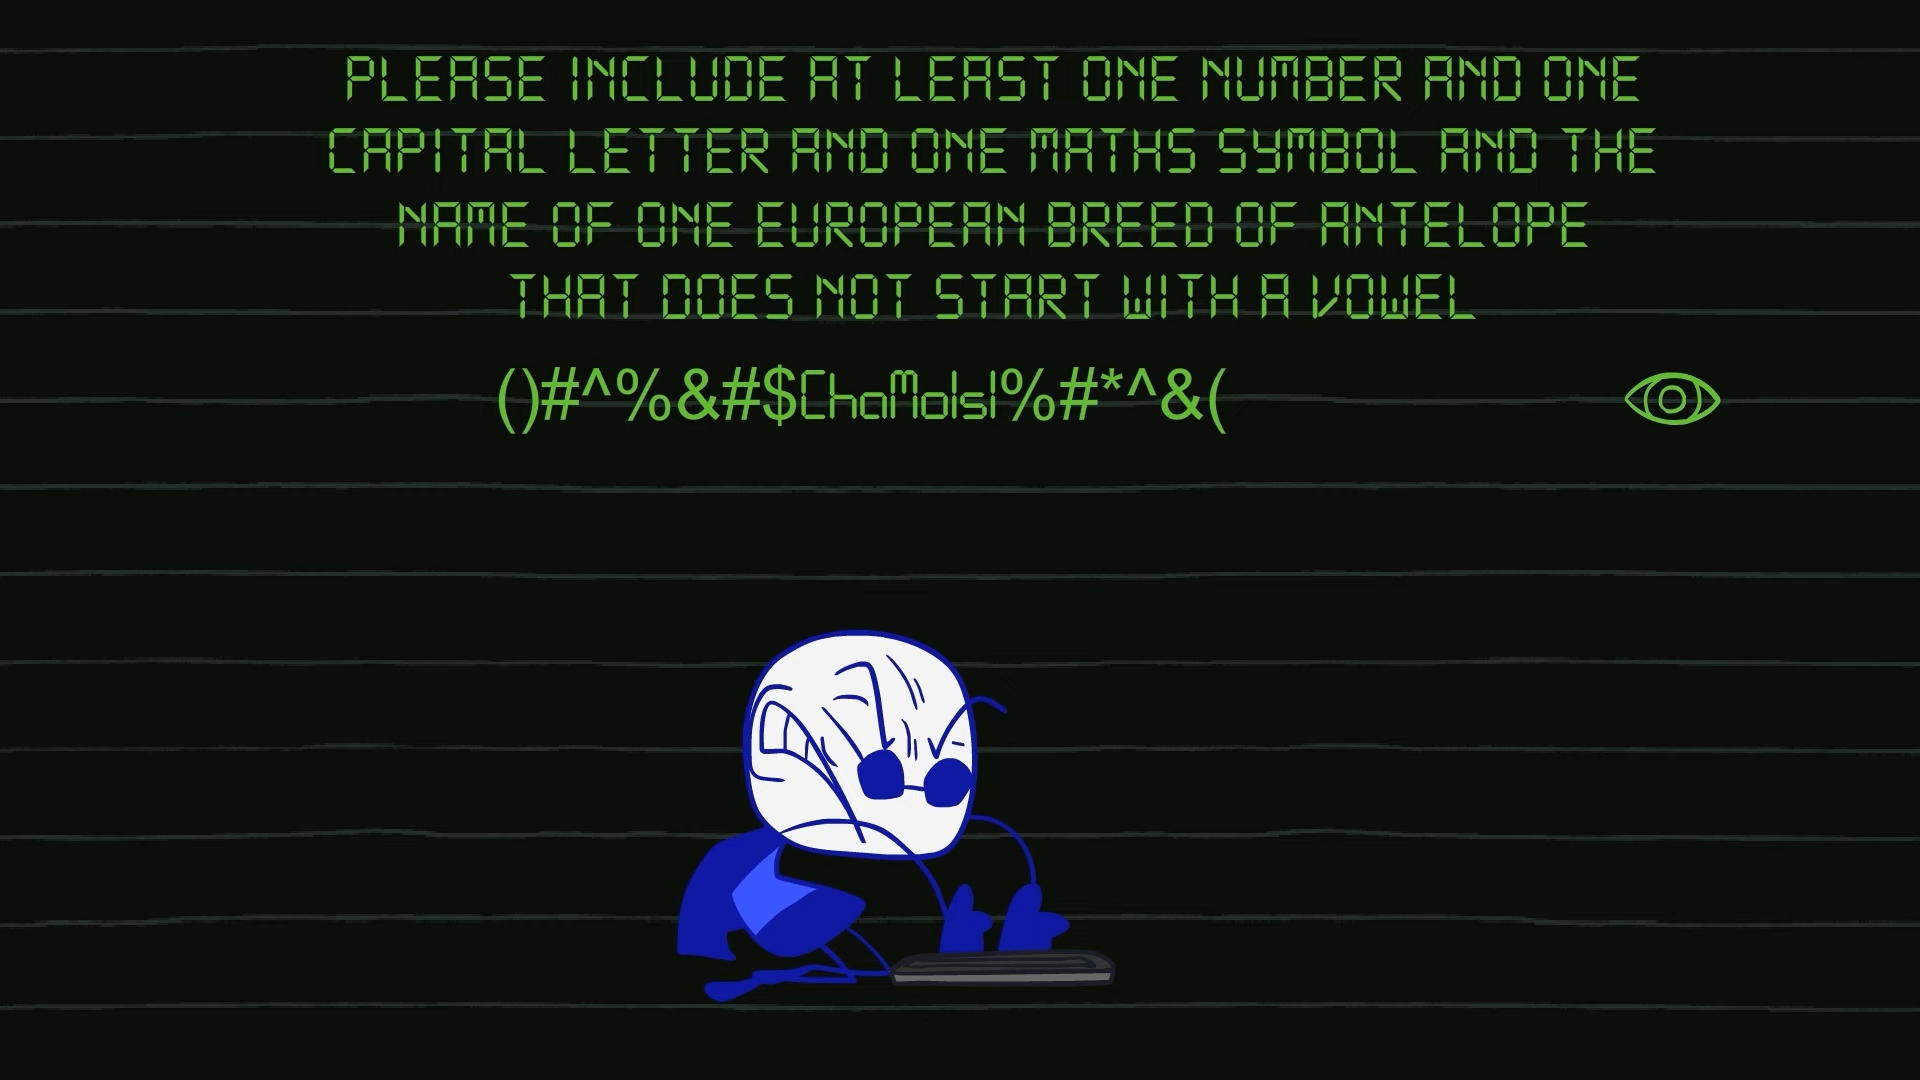 PLEASE INCLUDE AT LEAST ONE NUMBER AND ONE
CAPITAL LETTER AND ONE MATHS SYMBOL AND THE
NAME OF ONE EUROPEAN BREED OF ANTELOPE
THAT DOES NOT START WITH A VOWEL
()#^%&#$ChaMoIsI%#*^&(